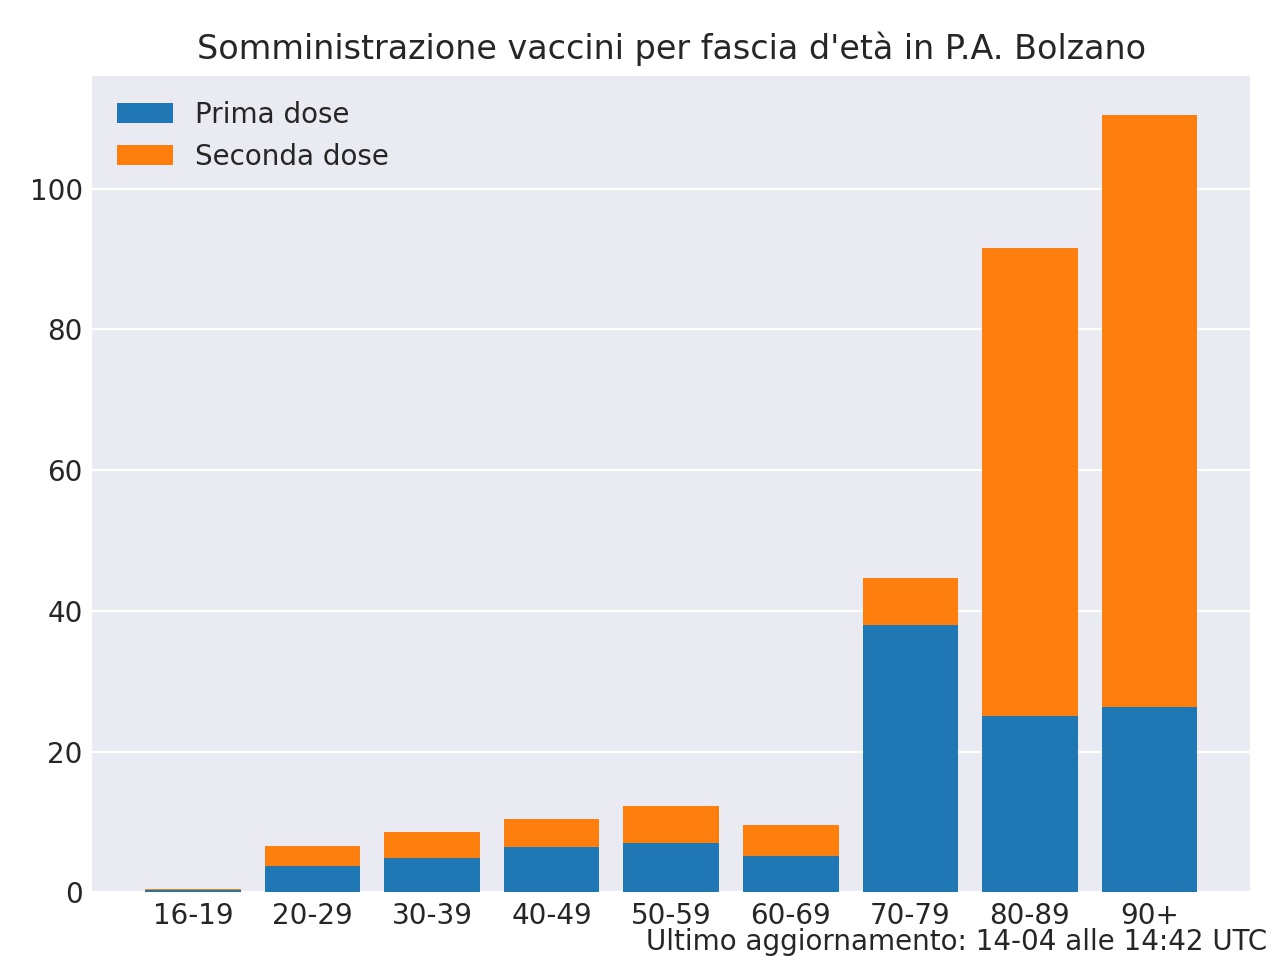 Somministrazione vaccini per fascia d'età in P.A. Bolzano
Prima dose
Seconda dose
100
80
60
40
20
0
16-19 20-29 30-39 40-49 50-59 60-69 70-79 80-89 90+
Ultimo aggiornamento: 14-04 alle 14:42 UTC